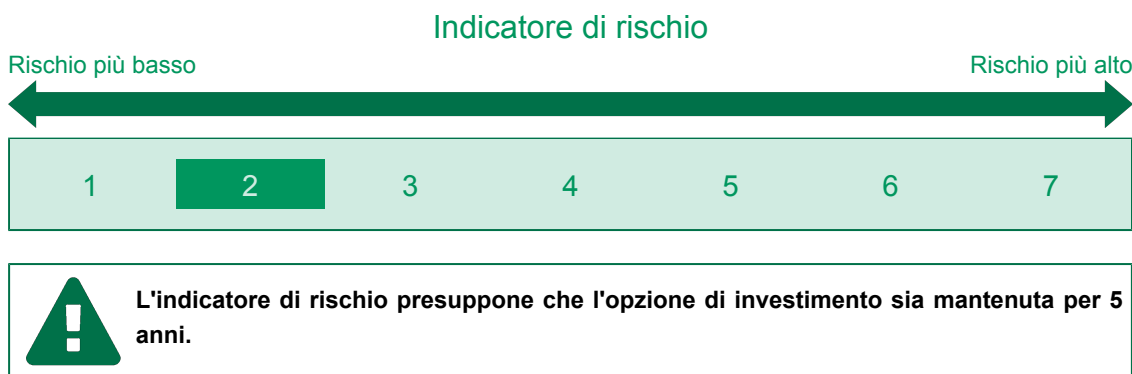 Indicatore di rischio
Rischio più basso
Rischio più alto
1 2 3 4 5 6 7
L'indicatore di rischio presuppone che l'opzione di investimento sia mantenuta per 5
anni.